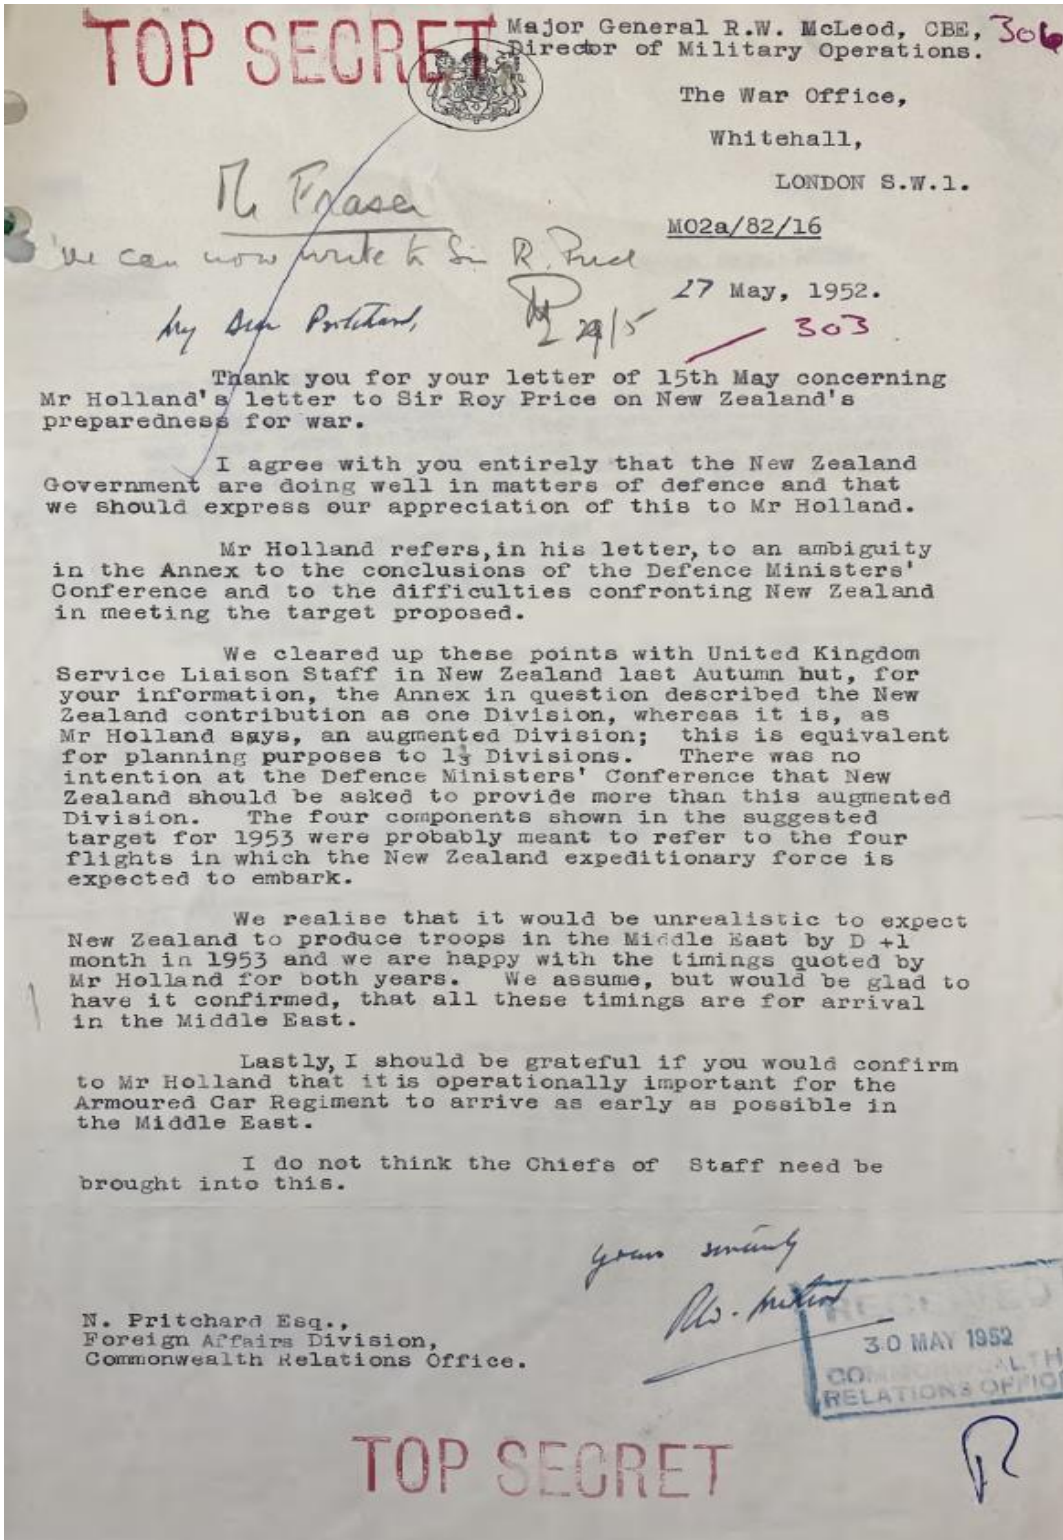 TOP SECRET
Major General R.W. McLeod, CBE,
306
Director of Military Operations.
The War Office,
Whitehall,
LONDON S.W.1.
Mr Fraser
MO2a/82/16
We can now write to Sir R. Price
27 May, 1952.
29/5
303
My Dear Pritchard,
Thank you for your letter of 15th May concerning
Mr Holland's letter to Sir Roy Price on New Zealand's
preparedness for war.
I agree with you entirely that the New Zealand
Government are doing well in matters of defence and that
we should express our appreciation of this to Mr Holland.
Mr Holland refers, in his letter, to an ambiguity
in the Annex to the conclusions of the Defence Ministers'
Conference and to the difficulties confronting New Zealand
in meeting the target proposed.
We cleared up these points with United Kingdom
Service Liaison Staff in New Zealand last Autumn but, for
your information, the Annex in question described the New
Zealand contribution as one Division, whereas it is, as
Mr Holland says, an augmented Division; this is equivalent
for planning purposes to 1⅓ Divisions. There was no
intention at the Defence Ministers' Conference that New
Zealand should be asked to provide more than this augmented
Division. The four components shown in the suggested
target for 1953 were probably meant to refer to the four
flights in which the New Zealand expeditionary force is
expected to embark.
We realise that it would be unrealistic to expect
New Zealand to produce troops in the Middle East by D +1
month in 1953 and we are happy with the timings quoted by
Mr Holland for both years. We assume, but would be glad to
have it confirmed, that all these timings are for arrival
in the Middle East.
Lastly, I should be grateful if you would confirm
to Mr Holland that it is operationally important for the
Armoured Car Regiment to arrive as early as possible in
the Middle East.
I do not think the Chiefs of Staff need be
brought into this.
Yours sincerely
RW. McLeod
N. Pritchard Esq.,
Foreign Affairs Division,
Commonwealth Relations Office.
RECEIVED
30 MAY 1952
COMMONWEALTH
RELATIONS OFFICE
TOP SECRET